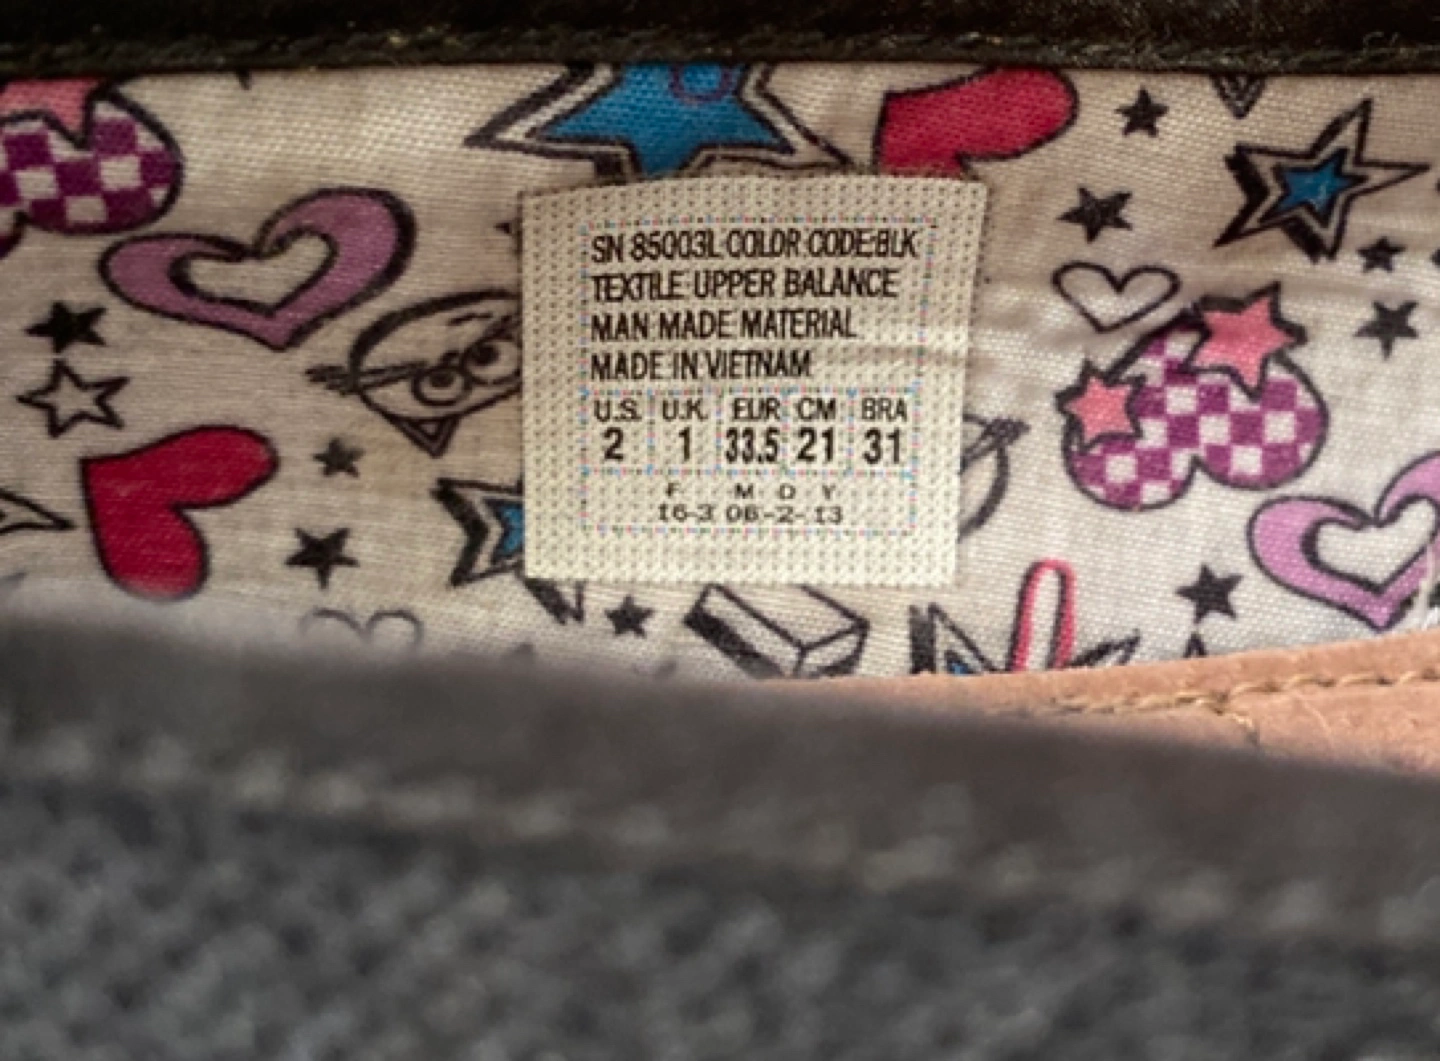 SN 85003L COLOR CODE:BLK
TEXTILE UPPER BALANCE
MAN MADE MATERIAL
MADE IN VIETNAM
U.S. U.K. EUR CM BRA
2 1 33.5 21 31
F M D Y
16-3 06-2-13